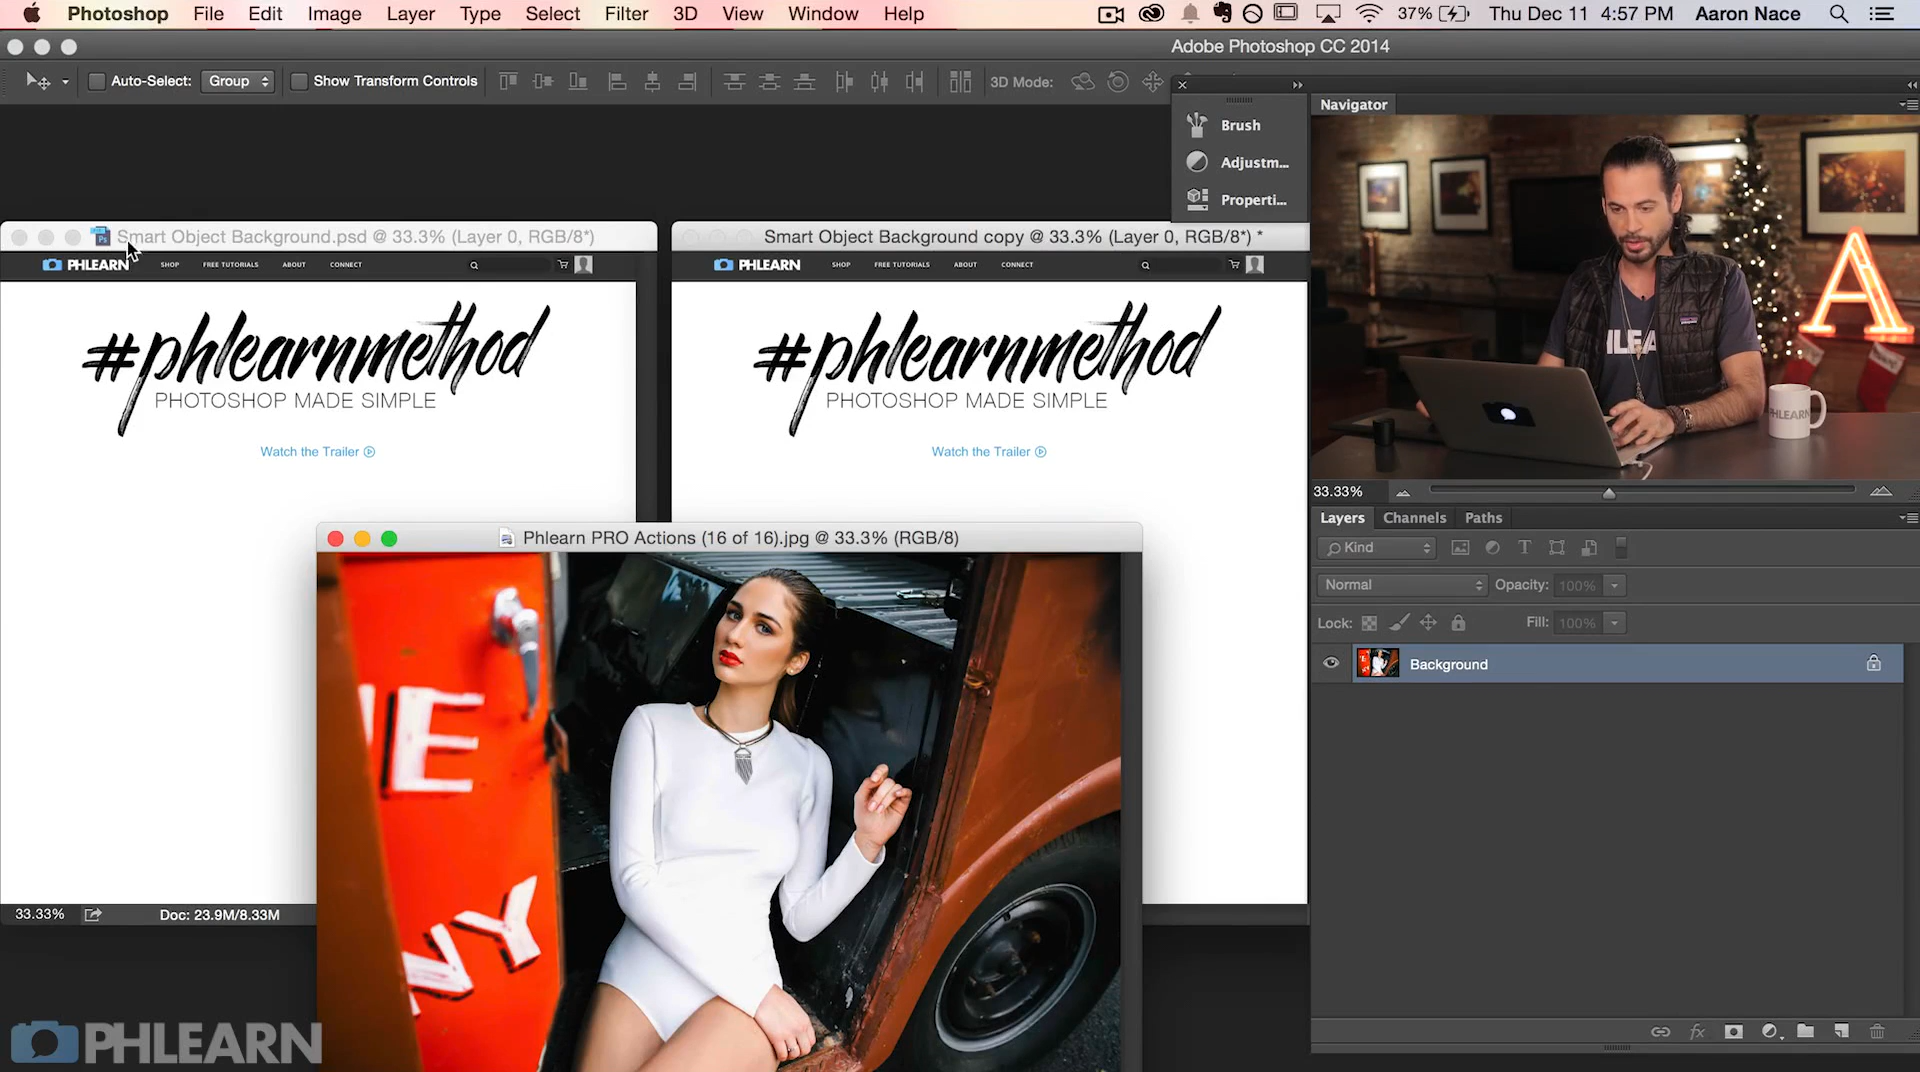 Photoshop File Edit Image Layer Type Select Filter 3D View Window Help 37% Thu Dec 11 4:57 PM Aaron Nace
Adobe Photoshop CC 2014
Auto-Select: Group Show Transform Controls 3D Mode:
Brush
Adjustm...
Properti...
Navigator
Smart Object Background.psd @ 33.3% (Layer 0, RGB/8*)
PHLEARN SHOP FREE TUTORIALS ABOUT CONNECT
#phlearnmethod
PHOTOSHOP MADE SIMPLE
Watch the Trailer
33.33% Doc: 23.9M/8.33M
Smart Object Background copy @ 33.3% (Layer 0, RGB/8*) *
PHLEARN SHOP FREE TUTORIALS ABOUT CONNECT
#phlearnmethod
PHOTOSHOP MADE SIMPLE
Watch the Trailer
Phlearn PRO Actions (16 of 16).jpg @ 33.3% (RGB/8)
E
NY
A
PHLEARN
33.33%
Layers Channels Paths
Kind
Normal Opacity: 100%
Lock: Fill: 100%
Background
fx
PHLEARN